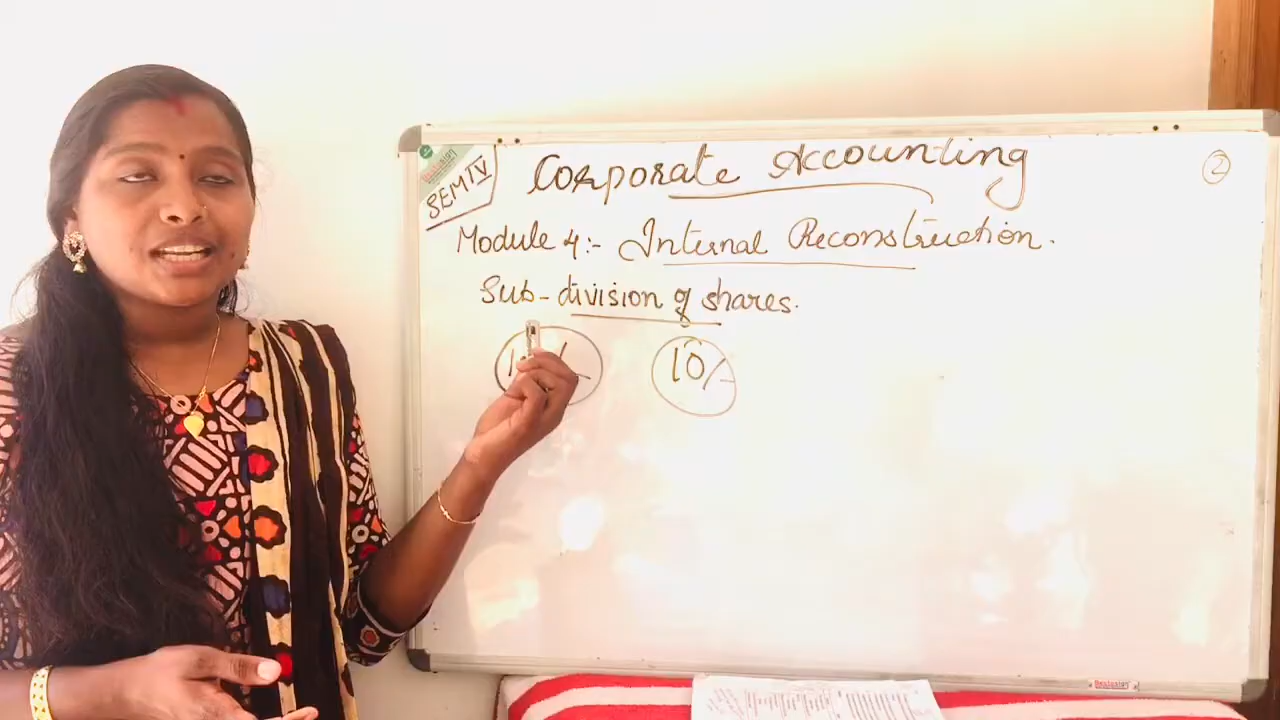 SEM IV
Corporate Accounting
2
Module 4:- Internal Reconstruction.
Sub-division of shares.
10/-